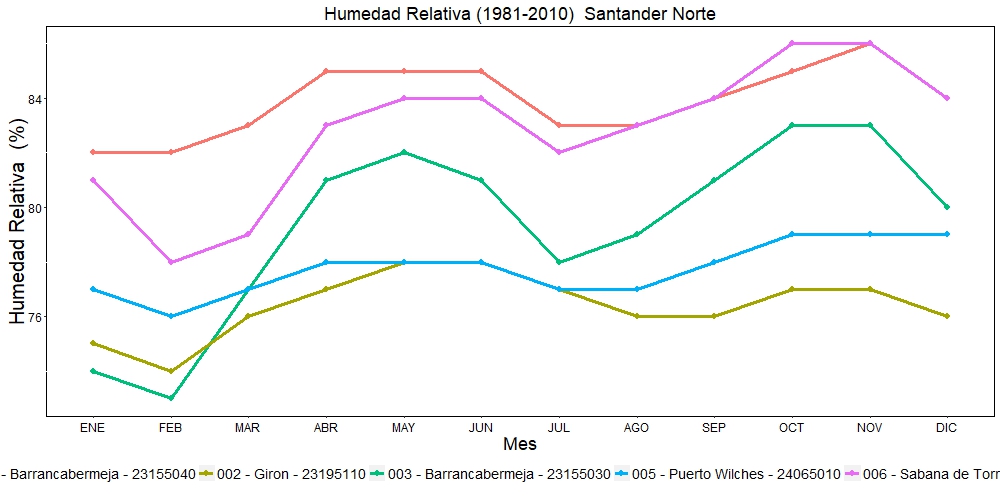 Humedad Relativa (1981-2010) Santander Norte
Humedad Relativa (%)
84
80
76
ENE FEB MAR ABR MAY JUN JUL AGO SEP OCT NOV DIC
Mes
- Barrancabermeja - 23155040 002 - Giron - 23195110 003 - Barrancabermeja - 23155030 005 - Puerto Wilches - 24065010 006 - Sabana de Torr